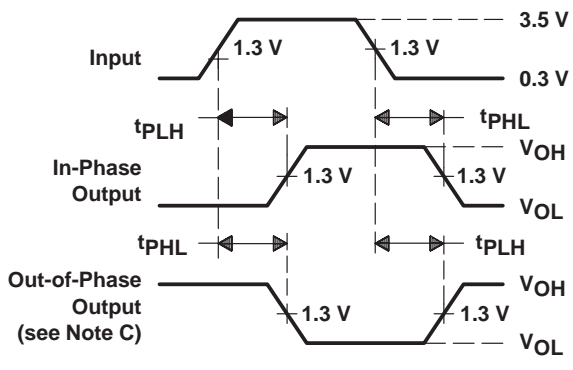 3.5 V
1.3 V
1.3 V
Input
0.3 V
tPLH
tPHL
VOH
In-Phase
Output
1.3 V
1.3 V
VOL
tPHL
tPLH
Out-of-Phase
Output
(see Note C)
VOH
1.3 V
1.3 V
VOL